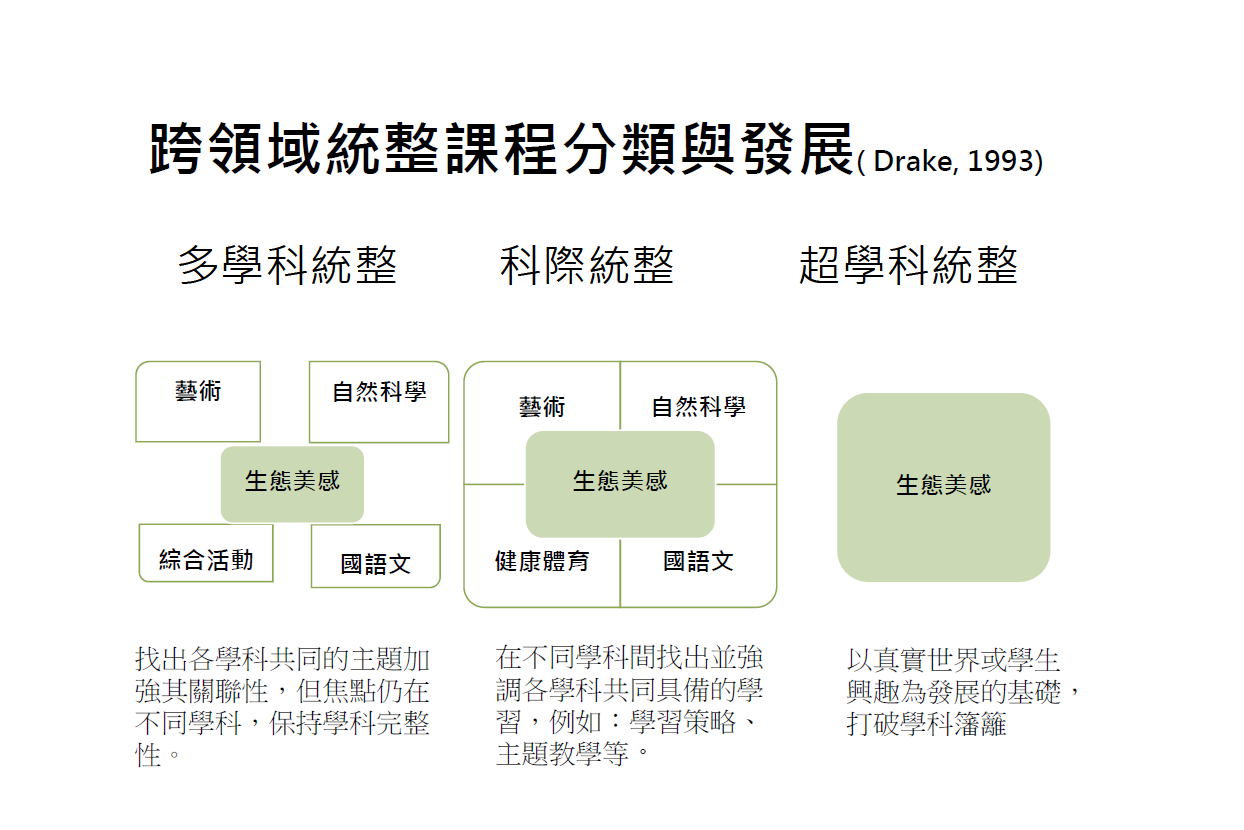 跨領域統整課程分類與發展( Drake, 1993)
多學科統整
科際統整
超學科統整
藝術
自然科學
生態美感
綜合活動
國語文
藝術
自然科學
生態美感
健康體育
國語文
生態美感
找出各學科共同的主題加
強其關聯性，但焦點仍在
不同學科，保持學科完整
性。
在不同學科間找出並強
調各學科共同具備的學
習，例如：學習策略、
主題教學等。
以真實世界或學生
興趣為發展的基礎，
打破學科籓籬